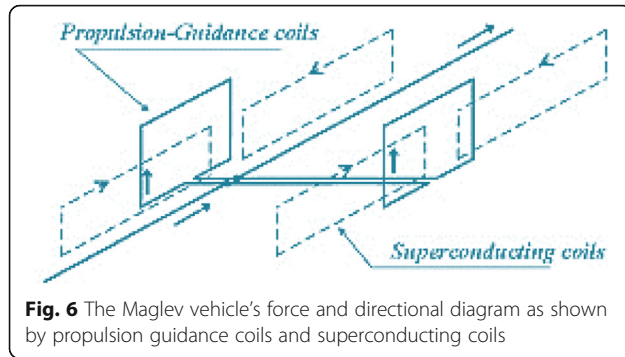 Propulsion-Guidance coils
Superconducting coils
Fig. 6 The Maglev vehicle's force and directional diagram as shown
by propulsion guidance coils and superconducting coils